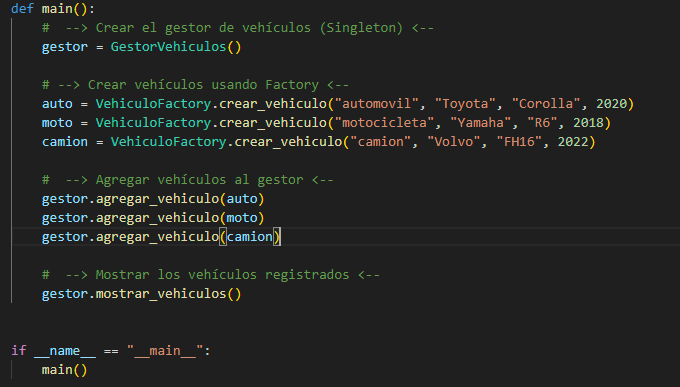 def main():
    #  --> Crear el gestor de vehículos (Singleton) <--
    gestor = GestorVehiculos()
    # --> Crear vehículos usando Factory <--
    auto = VehiculoFactory.crear_vehiculo("automovil", "Toyota", "Corolla", 2020)
    moto = VehiculoFactory.crear_vehiculo("motocicleta", "Yamaha", "R6", 2018)
    camion = VehiculoFactory.crear_vehiculo("camion", "Volvo", "FH16", 2022)
    #  --> Agregar vehículos al gestor <--
    gestor.agregar_vehiculo(auto)
    gestor.agregar_vehiculo(moto)
    gestor.agregar_vehiculo(camion)
    #  --> Mostrar los vehículos registrados <--
    gestor.mostrar_vehiculos()
if __name__ == "__main__":
    main()